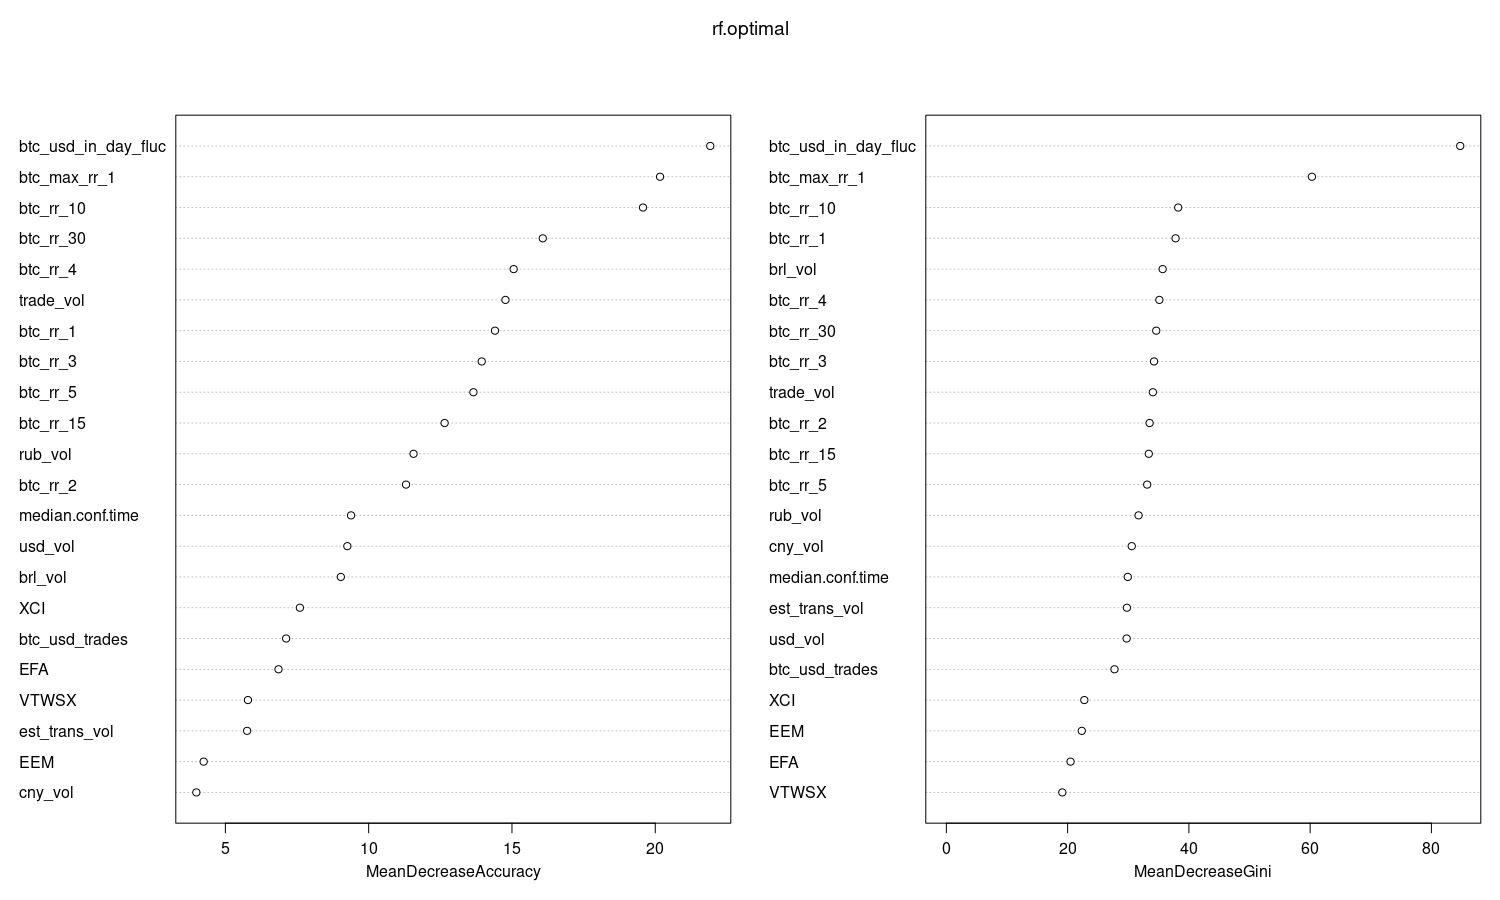 rf.optimal
btc_usd_in_day_fluc
btc_max_rr_1
btc_rr_10
btc_rr_30
btc_rr_4
trade_vol
btc_rr_1
btc_rr_3
btc_rr_5
btc_rr_15
rub_vol
btc_rr_2
median.conf.time
usd_vol
brl_vol
XCI
btc_usd_trades
EFA
VTWSX
est_trans_vol
EEM
cny_vol
5 10 15 20
MeanDecreaseAccuracy
btc_usd_in_day_fluc
btc_max_rr_1
btc_rr_10
btc_rr_1
brl_vol
btc_rr_4
btc_rr_30
btc_rr_3
trade_vol
btc_rr_2
btc_rr_15
btc_rr_5
rub_vol
cny_vol
median.conf.time
est_trans_vol
usd_vol
btc_usd_trades
XCI
EEM
EFA
VTWSX
0 20 40 60 80
MeanDecreaseGini